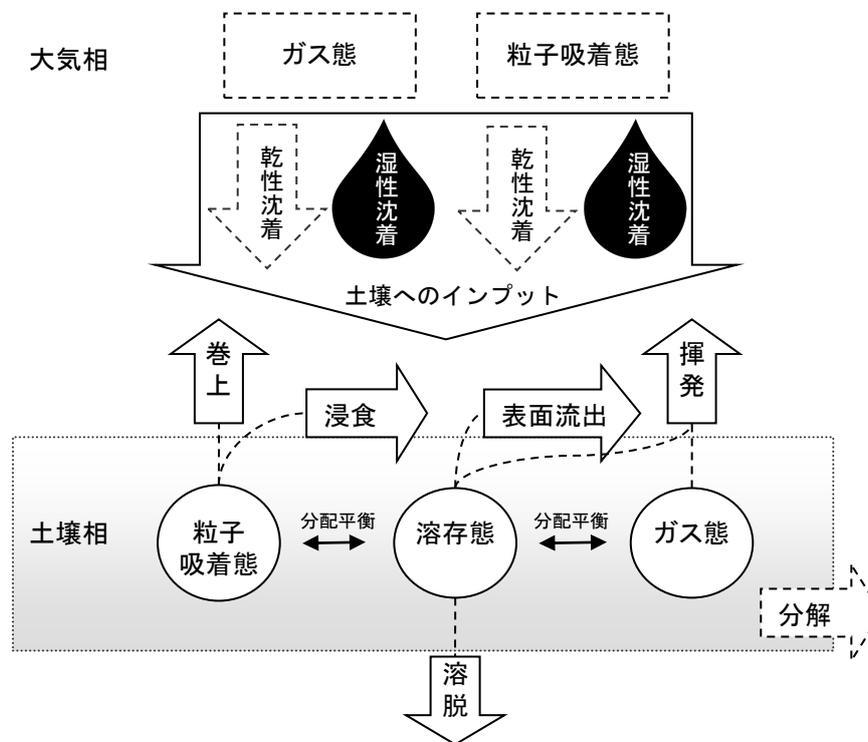 大気相
ガス態
粒子吸着態
乾性沈着
湿性沈着
乾性沈着
湿性沈着
土壌へのインプット
巻上
揮発
浸食
表面流出
土壌相
粒子
吸着態
分配平衡
溶存態
分配平衡
ガス態
分解
溶脱